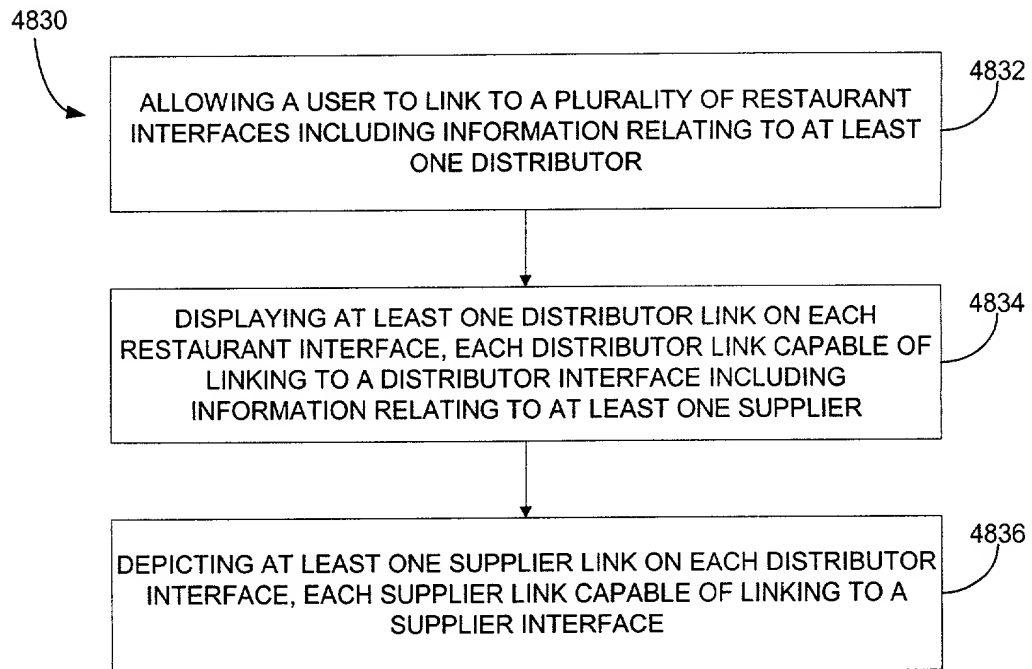 4830
4832
ALLOWING A USER TO LINK TO A PLURALITY OF RESTAURANT
INTERFACES INCLUDING INFORMATION RELATING TO AT LEAST
ONE DISTRIBUTOR
4834
DISPLAYING AT LEAST ONE DISTRIBUTOR LINK ON EACH
RESTAURANT INTERFACE, EACH DISTRIBUTOR LINK CAPABLE OF
LINKING TO A DISTRIBUTOR INTERFACE INCLUDING
INFORMATION RELATING TO AT LEAST ONE SUPPLIER
4836
DEPICTING AT LEAST ONE SUPPLIER LINK ON EACH DISTRIBUTOR
INTERFACE, EACH SUPPLIER LINK CAPABLE OF LINKING TO A
SUPPLIER INTERFACE